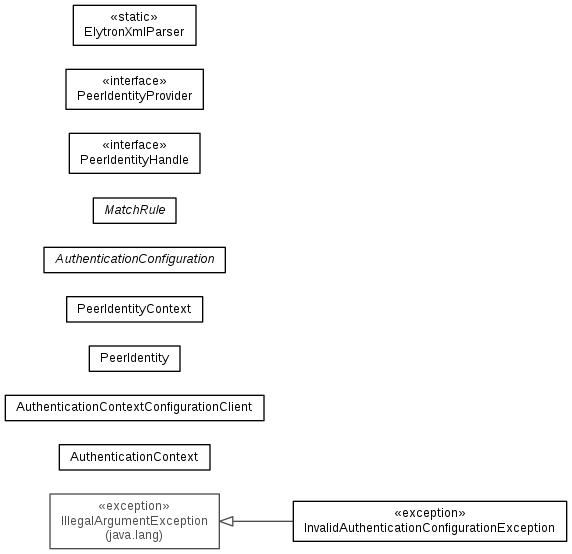 «static»
ElytronXmlParser
«interface»
PeerIdentityProvider
«interface»
PeerIdentityHandle
MatchRule
AuthenticationConfiguration
PeerIdentityContext
PeerIdentity
AuthenticationContextConfigurationClient
AuthenticationContext
«exception»
IllegalArgumentException
(java.lang)
«exception»
InvalidAuthenticationConfigurationException